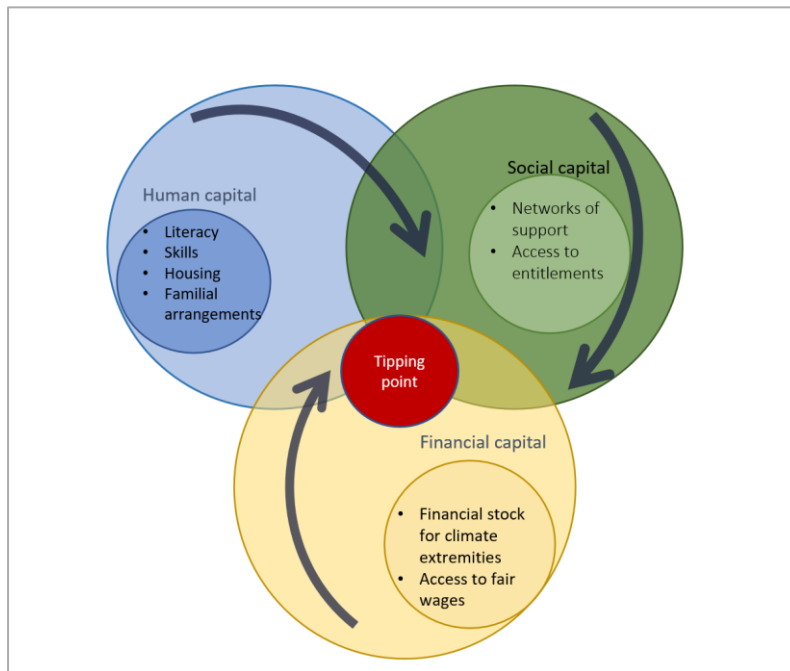 Human capital
• Literacy
• Skills
• Housing
• Familial
arrangements
Social capital
• Networks of
support
• Access to
entitlements
Tipping
point
Financial capital
• Financial stock
for climate
extremities
• Access to fair
wages